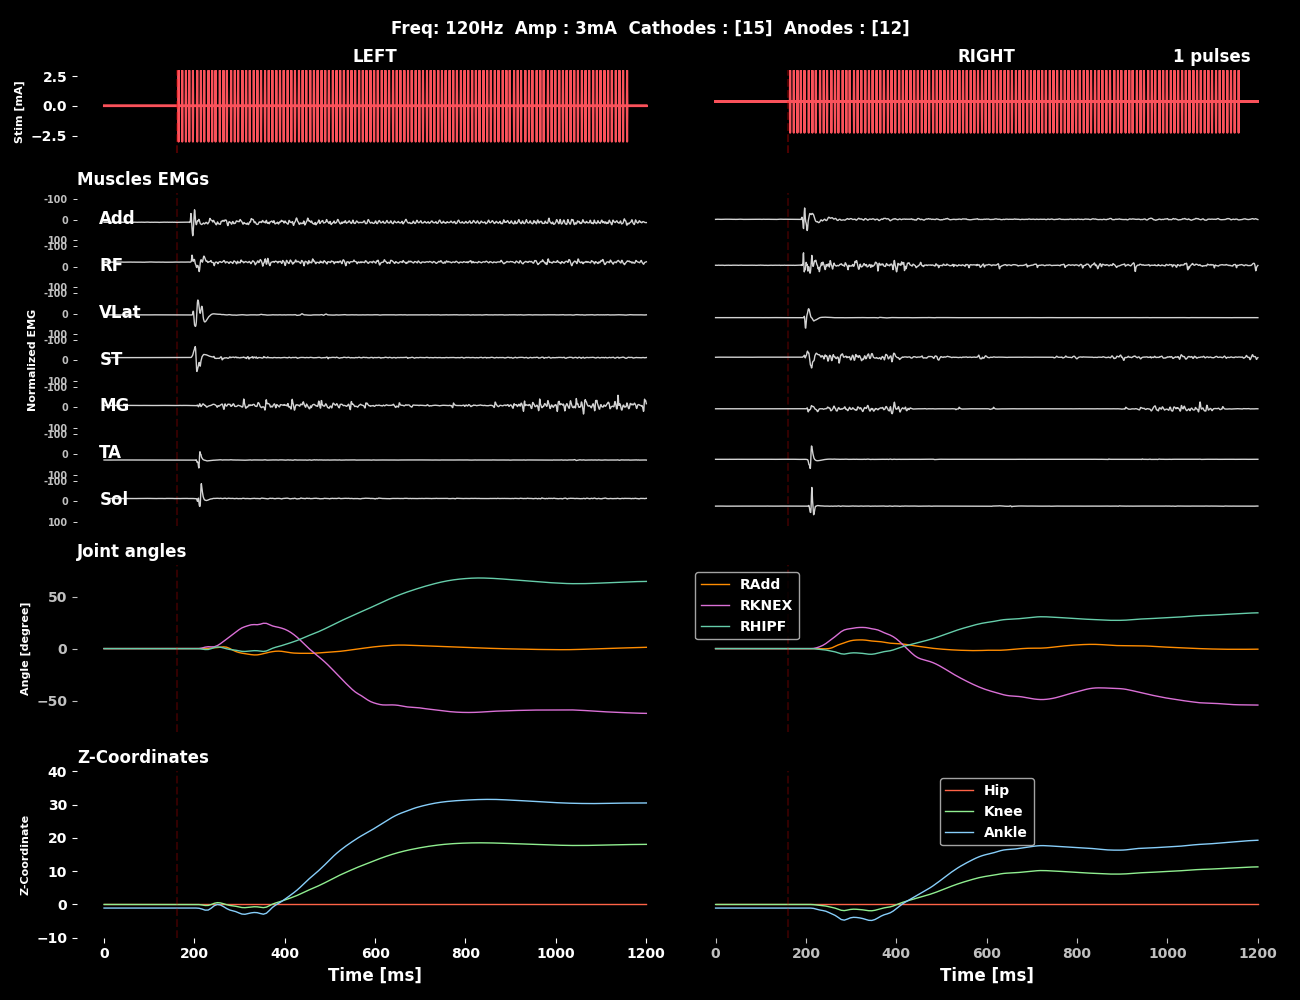 Freq: 120Hz  Amp : 3mA  Cathodes : [15]  Anodes : [12]
LEFT
RIGHT
1 pulses
Stim [mA]
2.5
0.0
−2.5
Muscles EMGs
Normalized EMG
-100
0
100
Add
-100
0
100
RF
-100
0
100
VLat
-100
0
100
ST
-100
0
100
MG
-100
0
100
TA
-100
0
100
Sol
Joint angles
Angle [degree]
50
0
−50
RAdd
RKNEX
RHIPF
Z-Coordinates
Z-Coordinate
40
30
20
10
0
−10
Hip
Knee
Ankle
0 200 400 600 800 1000 1200
0 200 400 600 800 1000 1200
Time [ms]
Time [ms]